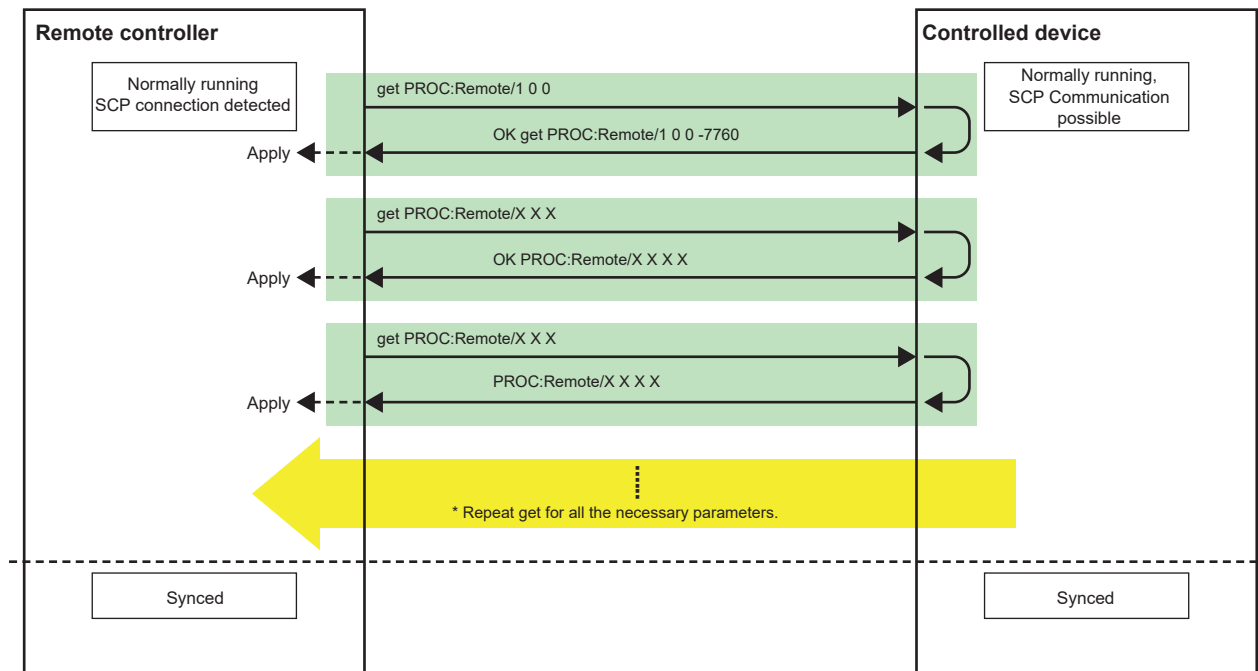 Remote controller
Controlled device
Normally running
SCP connection detected
Normally running,
SCP Communication
possible
get PROC:Remote/1 0 0
OK get PROC:Remote/1 0 0 -7760
Apply
get PROC:Remote/X X X
OK PROC:Remote/X X X X
Apply
get PROC:Remote/X X X
PROC:Remote/X X X X
Apply
* Repeat get for all the necessary parameters.
Synced
Synced